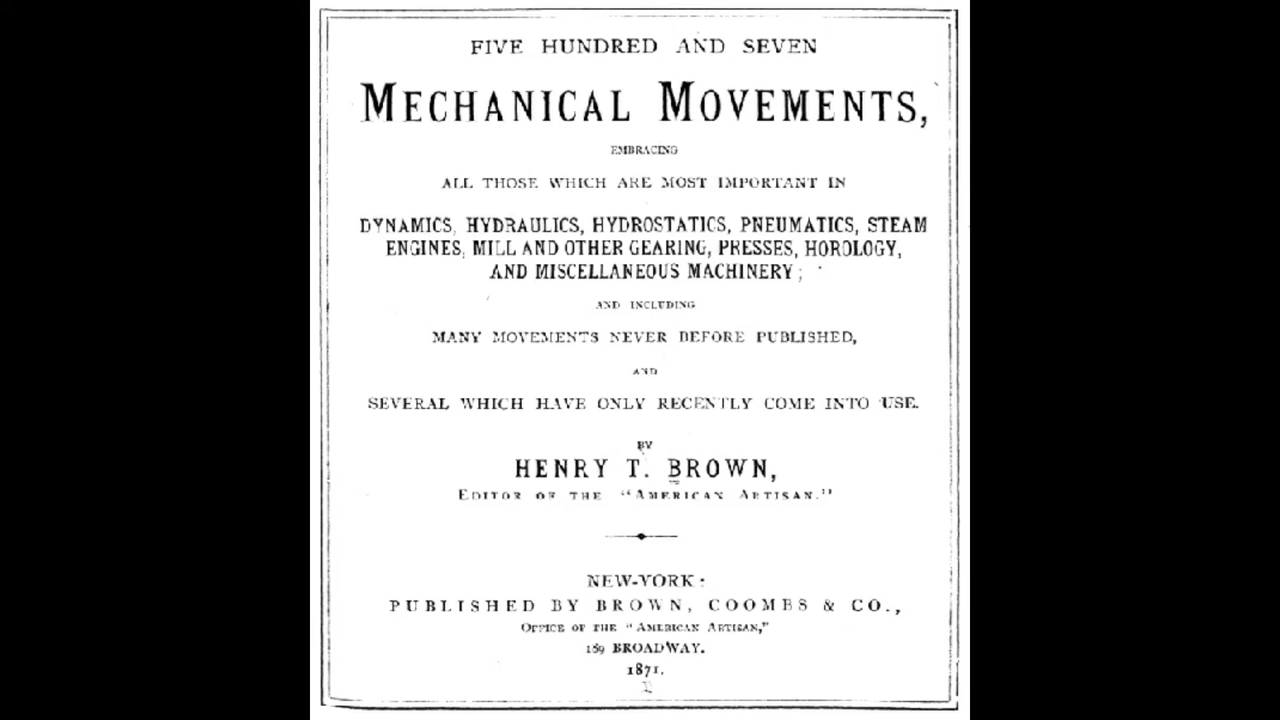 FIVE HUNDRED AND SEVEN
MECHANICAL MOVEMENTS,
EMBRACING
ALL THOSE WHICH ARE MOST IMPORTANT IN
DYNAMICS, HYDRAULICS, HYDROSTATICS, PNEUMATICS, STEAM
ENGINES, MILL AND OTHER GEARING, PRESSES, HOROLOGY,
AND MISCELLANEOUS MACHINERY;
AND INCLUDING
MANY MOVEMENTS NEVER BEFORE PUBLISHED,
AND
SEVERAL WHICH HAVE ONLY RECENTLY COME INTO USE.
BY
HENRY T. BROWN,
EDITOR OF THE "AMERICAN ARTISAN."
NEW-YORK:
PUBLISHED BY BROWN, COOMBS & CO.,
OFFICE OF THE "AMERICAN ARTISAN,"
189 BROADWAY.
1871.